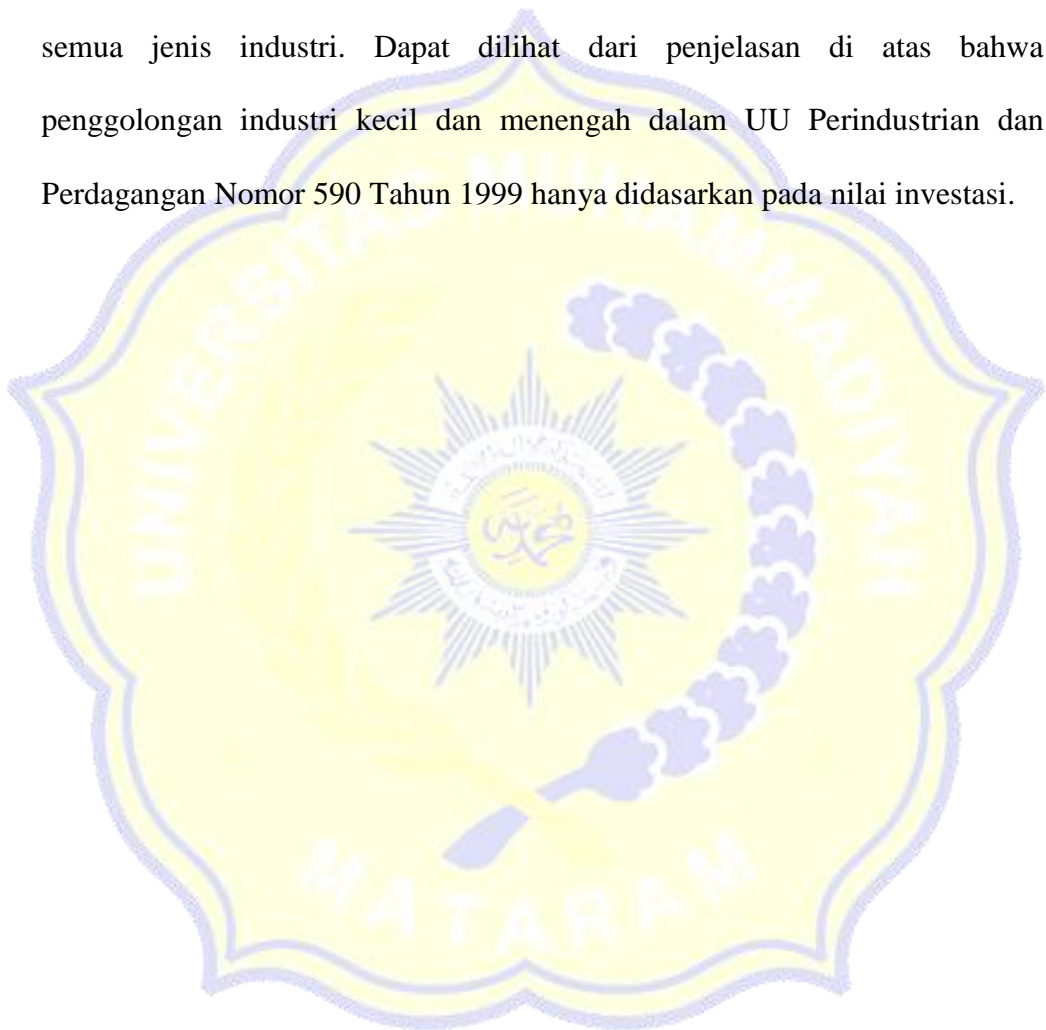 semua jenis industri. Dapat dilihat dari penjelasan di atas bahwa
penggolongan industri kecil dan menengah dalam UU Perindustrian dan
Perdagangan Nomor 590 Tahun 1999 hanya didasarkan pada nilai investasi.
UNIVERSITAS MUHAMMADIYAH
MATARAM